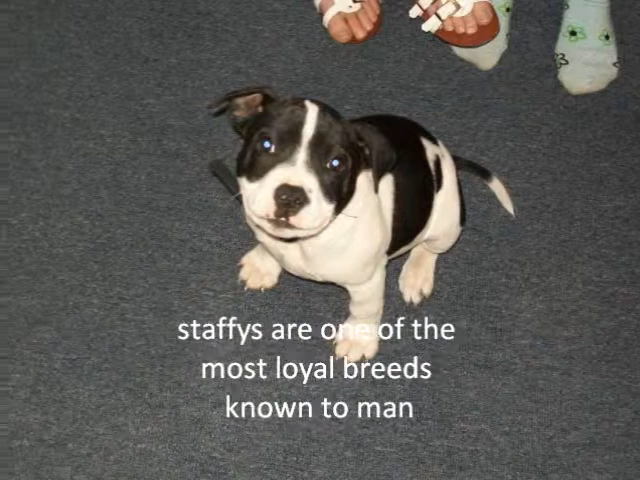 staffys are one of the
most loyal breeds
known to man